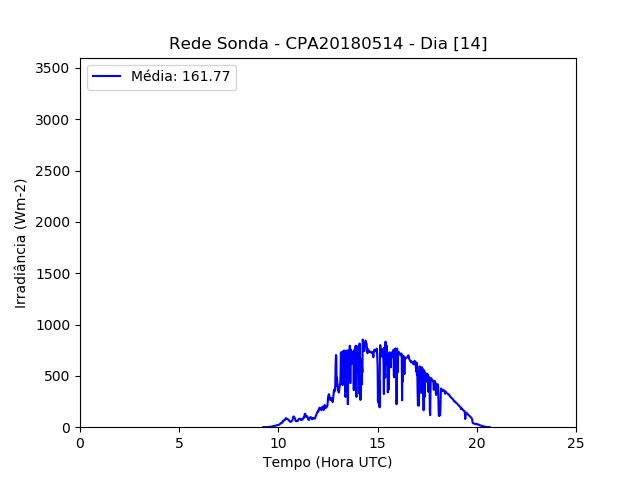 Rede Sonda - CPA20180514 - Dia [14]
Média: 161.77
3500
3000
2500
2000
1500
1000
500
0
Irradiância (Wm-2)
0 5 10 15 20 25
Tempo (Hora UTC)